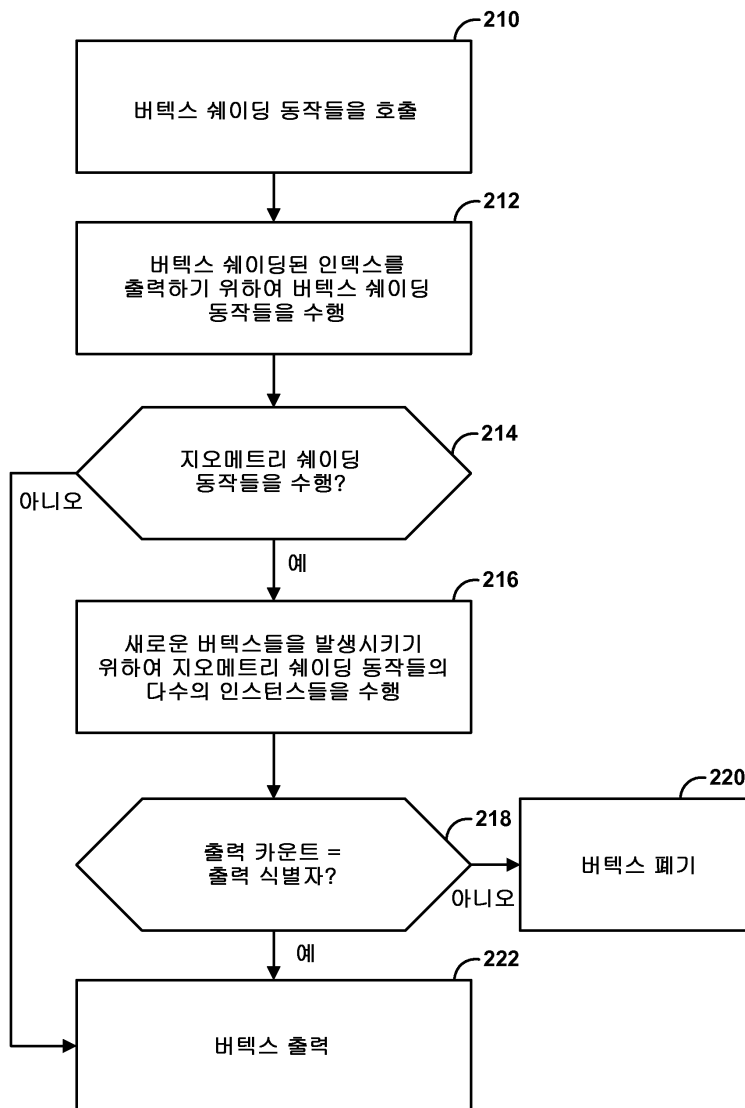 210
버텍스 쉐이딩 동작들을 호출
212
버텍스 쉐이딩된 인덱스를
출력하기 위하여 버텍스 쉐이딩
동작들을 수행
214
지오메트리 쉐이딩
동작들을 수행?
아니오
예
216
새로운 버텍스들을 발생시키기
위하여 지오메트리 쉐이딩 동작들의
다수의 인스턴스들을 수행
218
출력 카운트 =
출력 식별자?
아니오
220
버텍스 폐기
예
222
버텍스 출력